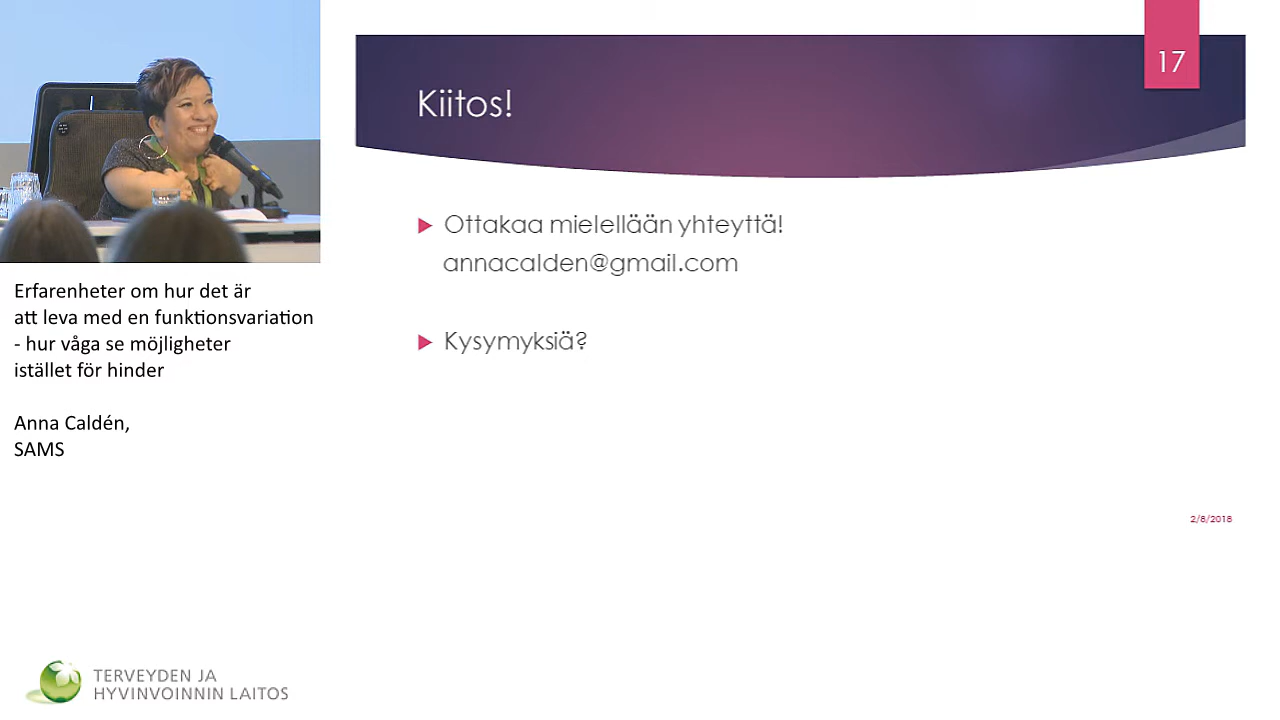 Erfarenheter om hur det är
att leva med en funktionsvariation
- hur våga se möjligheter
istället för hinder
Anna Caldén,
SAMS
TERVEYDEN JA
HYVINVOINNIN LAITOS
17
Kiitos!
Ottakaa mielellään yhteyttä!
annacalden@gmail.com
Kysymyksiä?
2/8/2018